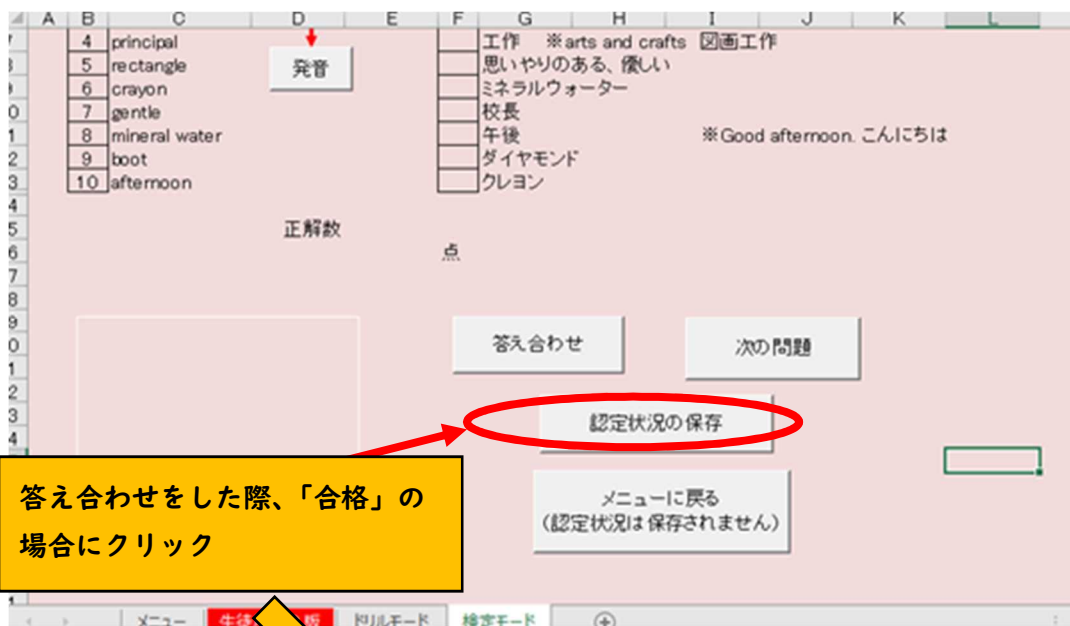 A B C D E F G H I J K L
4 principal 工作 ※arts and crafts 図画工作
5 rectangle 発音 思いやりのある、優しい
6 crayon ミネラルウォーター
7 gentle 校長
8 mineral water 午後 ※Good afternoon. こんにちは
9 boot ダイヤモンド
10 afternoon クレヨン
正解数
点
答え合わせ 次の問題
認定状況の保存
答え合わせをした際、「合格」の
場合にクリック
メニューに戻る
(認定状況は保存されません)
メニュー 生徒 版 ドリルモード 検定モード